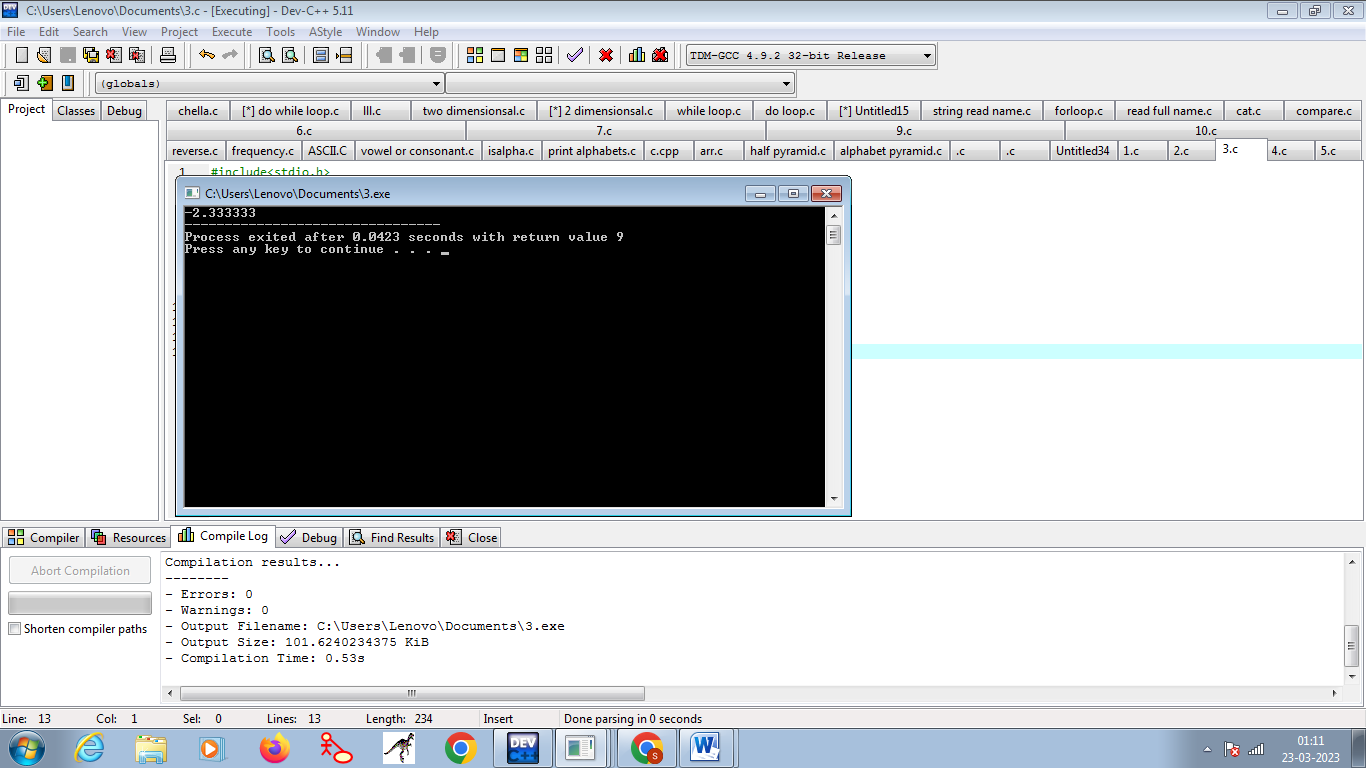 C:\Users\Lenovo\Documents\3.c - [Executing] - Dev-C++ 5.11
File Edit Search View Project Execute Tools AStyle Window Help
TDM-GCC 4.9.2 32-bit Release
(globals)
Project Classes Debug
chella.c [*] do while loop.c lll.c two dimensionsal.c [*] 2 dimensionsal.c while loop.c do loop.c [*] Untitled15 string read name.c forloop.c read full name.c cat.c compare.c
6.c 7.c 9.c 10.c
reverse.c frequency.c ASCII.C vowel or consonant.c isalpha.c print alphabets.c c.cpp arr.c half pyramid.c alphabet pyramid.c .c .c Untitled34 1.c 2.c 3.c 4.c 5.c
1 #include<stdio.h>
C:\Users\Lenovo\Documents\3.exe
-2.333333
--------------------------------
Process exited after 0.0423 seconds with return value 9
Press any key to continue . . . _
Compiler Resources Compile Log Debug Find Results Close
Abort Compilation
Shorten compiler paths
Compilation results...
--------
- Errors: 0
- Warnings: 0
- Output Filename: C:\Users\Lenovo\Documents\3.exe
- Output Size: 101.6240234375 KiB
- Compilation Time: 0.53s
Line: 13 Col: 1 Sel: 0 Lines: 13 Length: 234 Insert Done parsing in 0 seconds
DEV C++
S
W
01:11
23-03-2023